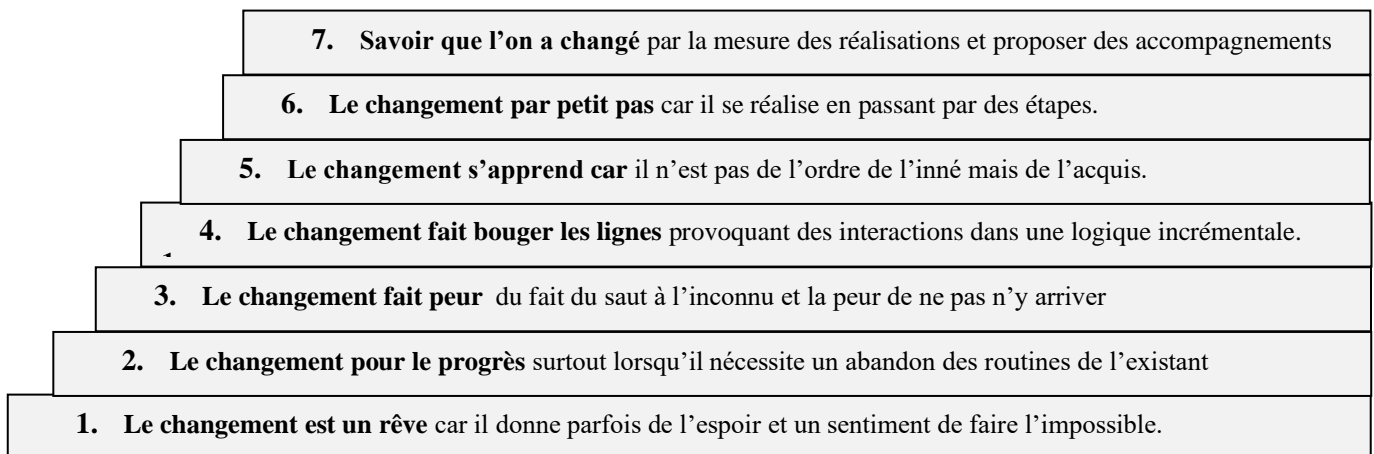 7. Savoir que l’on a changé par la mesure des réalisations et proposer des accompagnements
6. Le changement par petit pas car il se réalise en passant par des étapes.
5. Le changement s’apprend car il n’est pas de l’ordre de l’inné mais de l’acquis.
4. Le changement fait bouger les lignes provoquant des interactions dans une logique incrémentale.
3. Le changement fait peur du fait du saut à l’inconnu et la peur de ne pas n’y arriver
2. Le changement pour le progrès surtout lorsqu’il nécessite un abandon des routines de l’existant
1. Le changement est un rêve car il donne parfois de l’espoir et un sentiment de faire l’impossible.